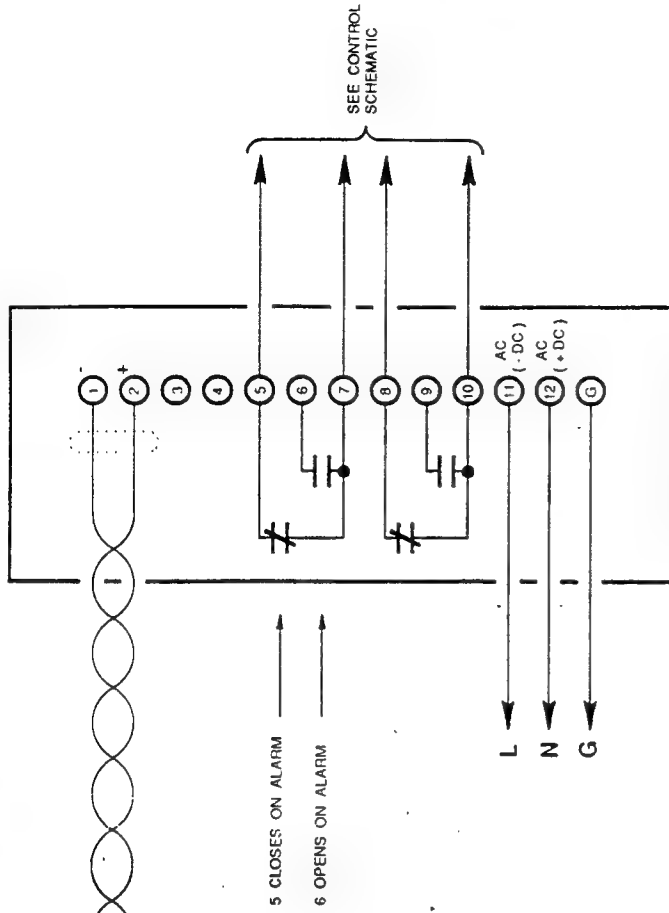 SEE CONTROL
SCHEMATIC
-
1
+
2
3
4
5
6
7
8
9
10
11
AC
( - DC )
12
AC
( + DC )
G
5 CLOSES ON ALARM
6 OPENS ON ALARM
L
N
G